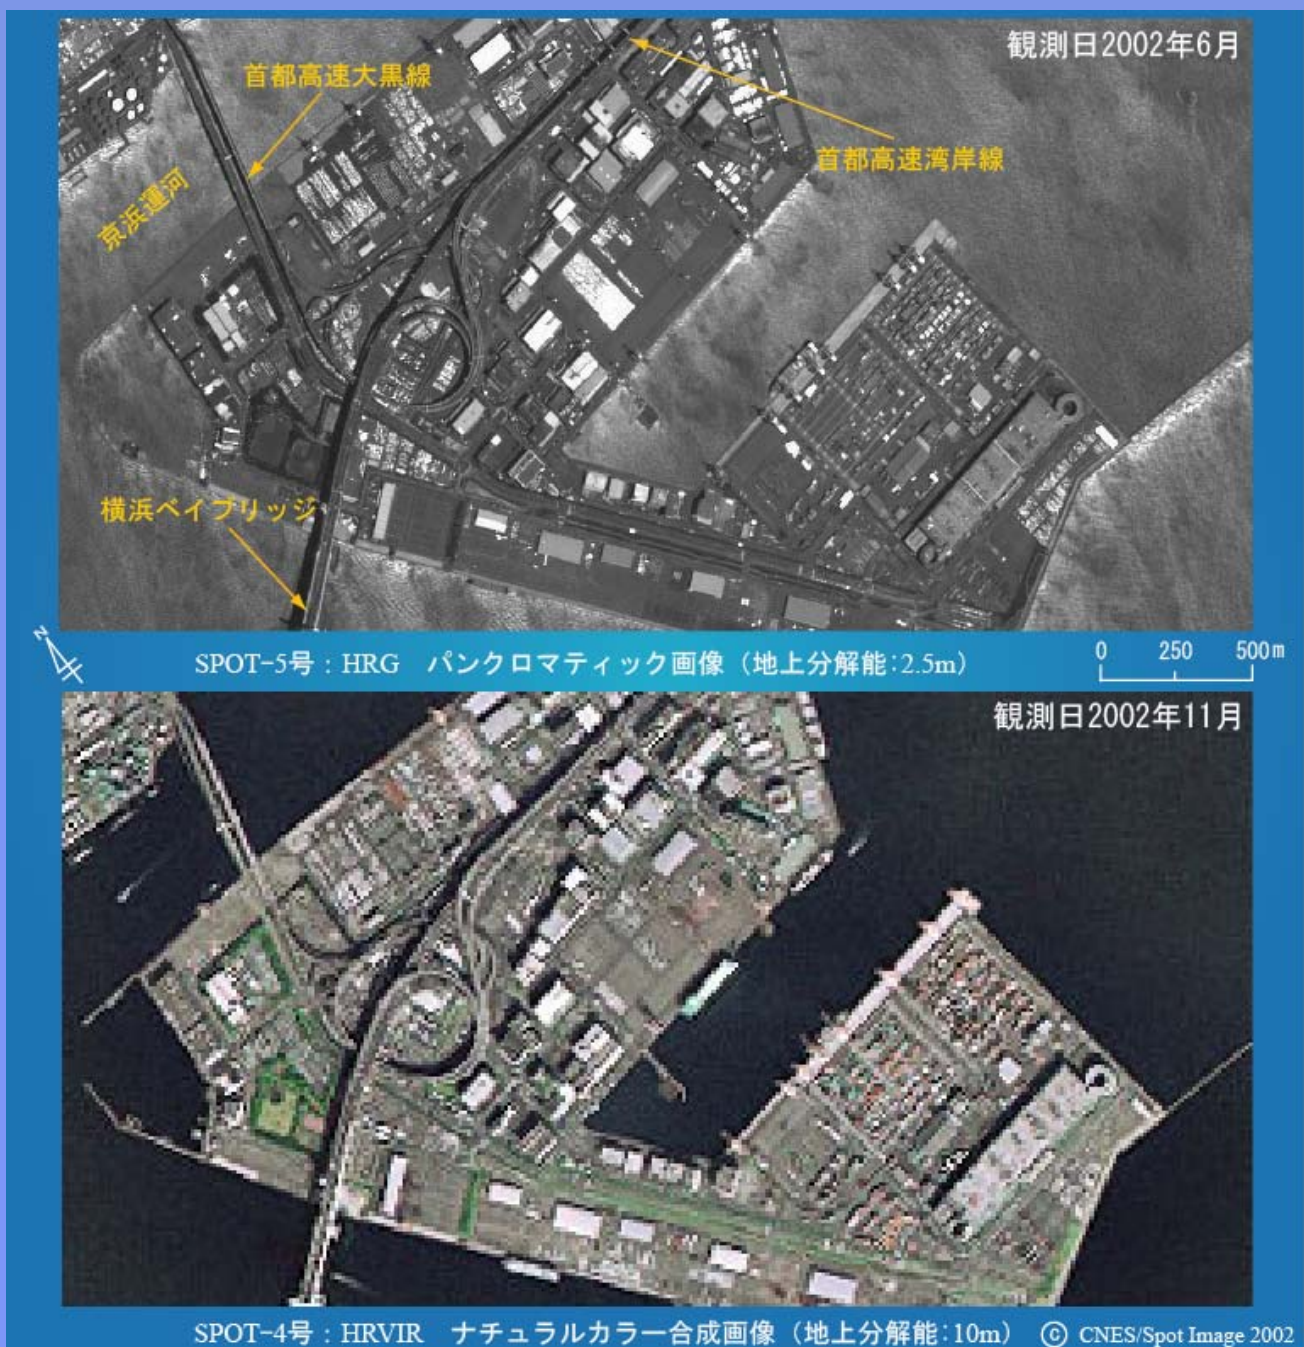 観測日2002年6月
首都高速大黒線
首都高速湾岸線
京浜運河
横浜ベイブリッジ
N
SPOT-5号：HRG　パンクロマティック画像（地上分解能:2.5m）
0 250 500m
観測日2002年11月
SPOT-4号：HRVIR　ナチュラルカラー合成画像（地上分解能:10m）　© CNES/Spot Image 2002